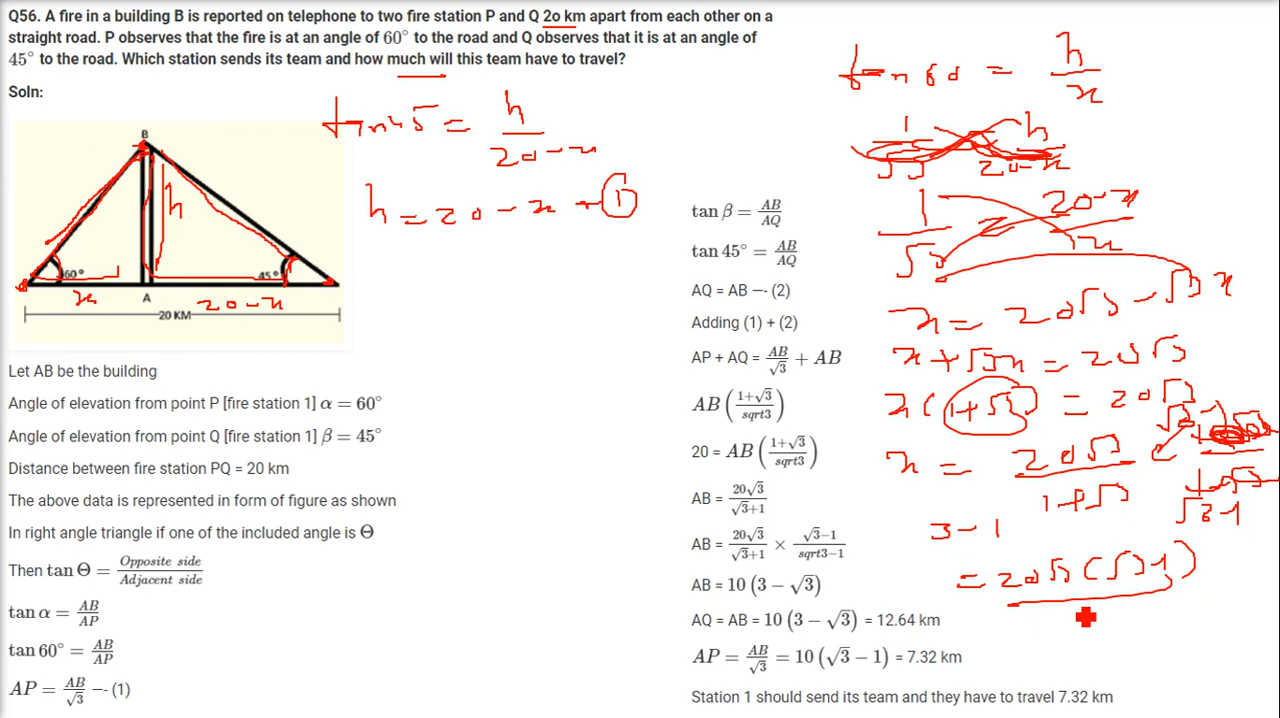 Q56. A fire in a building B is reported on telephone to two fire station P and Q 2o km apart from each other on a
straight road. P observes that the fire is at an angle of 60° to the road and Q observes that it is at an angle of
45° to the road. Which station sends its team and how much will this team have to travel?
Soln:
B
h
60°
45°
x
A
20-x
20 KM
tan45 = h/(20-x)
h = 20-x -①
Let AB be the building
Angle of elevation from point P [fire station 1] α = 60°
Angle of elevation from point Q [fire station 1] β = 45°
Distance between fire station PQ = 20 km
The above data is represented in form of figure as shown
In right angle triangle if one of the included angle is Θ
Then tan Θ = Opposite side/Adjacent side
tan α = AB/AP
tan 60° = AB/AP
AP = AB/√3 –- (1)
tan β = AB/AQ
tan 45° = AB/AQ
AQ = AB –- (2)
Adding (1) + (2)
AP + AQ = AB/√3 + AB
AB((1+√3)/sqrt3)
20 = AB((1+√3)/sqrt3)
AB = 20√3/(√3+1)
AB = 20√3/(√3+1) × (√3−1)/(sqrt3−1)
AB = 10 (3 − √3)
AQ = AB = 10 (3 − √3) = 12.64 km
AP = AB/√3 = 10 (√3 − 1) = 7.32 km
Station 1 should send its team and they have to travel 7.32 km
tan60 = h/x
1/√3 h/(20-x)
1/√3 = (20-x)/x
x = 20√3 - √3 x
x + √3x = 20√3
x(1+√3) = 20√3
x = 20√3/(1+√3)
√3-1
3-1
= 20√3(√3-1)